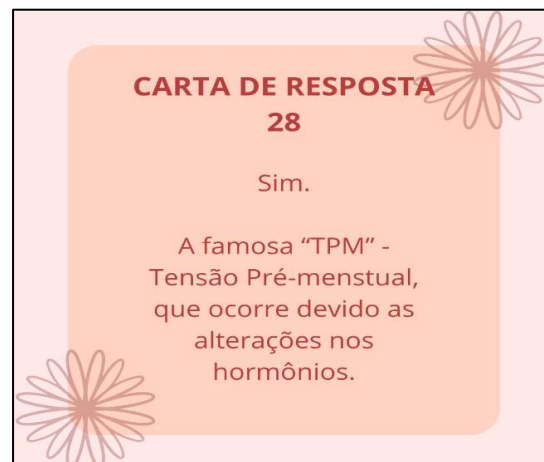 CARTA DE RESPOSTA
28
Sim.
A famosa “TPM” -
Tensão Pré-menstual,
que ocorre devido as
alterações nos
hormônios.